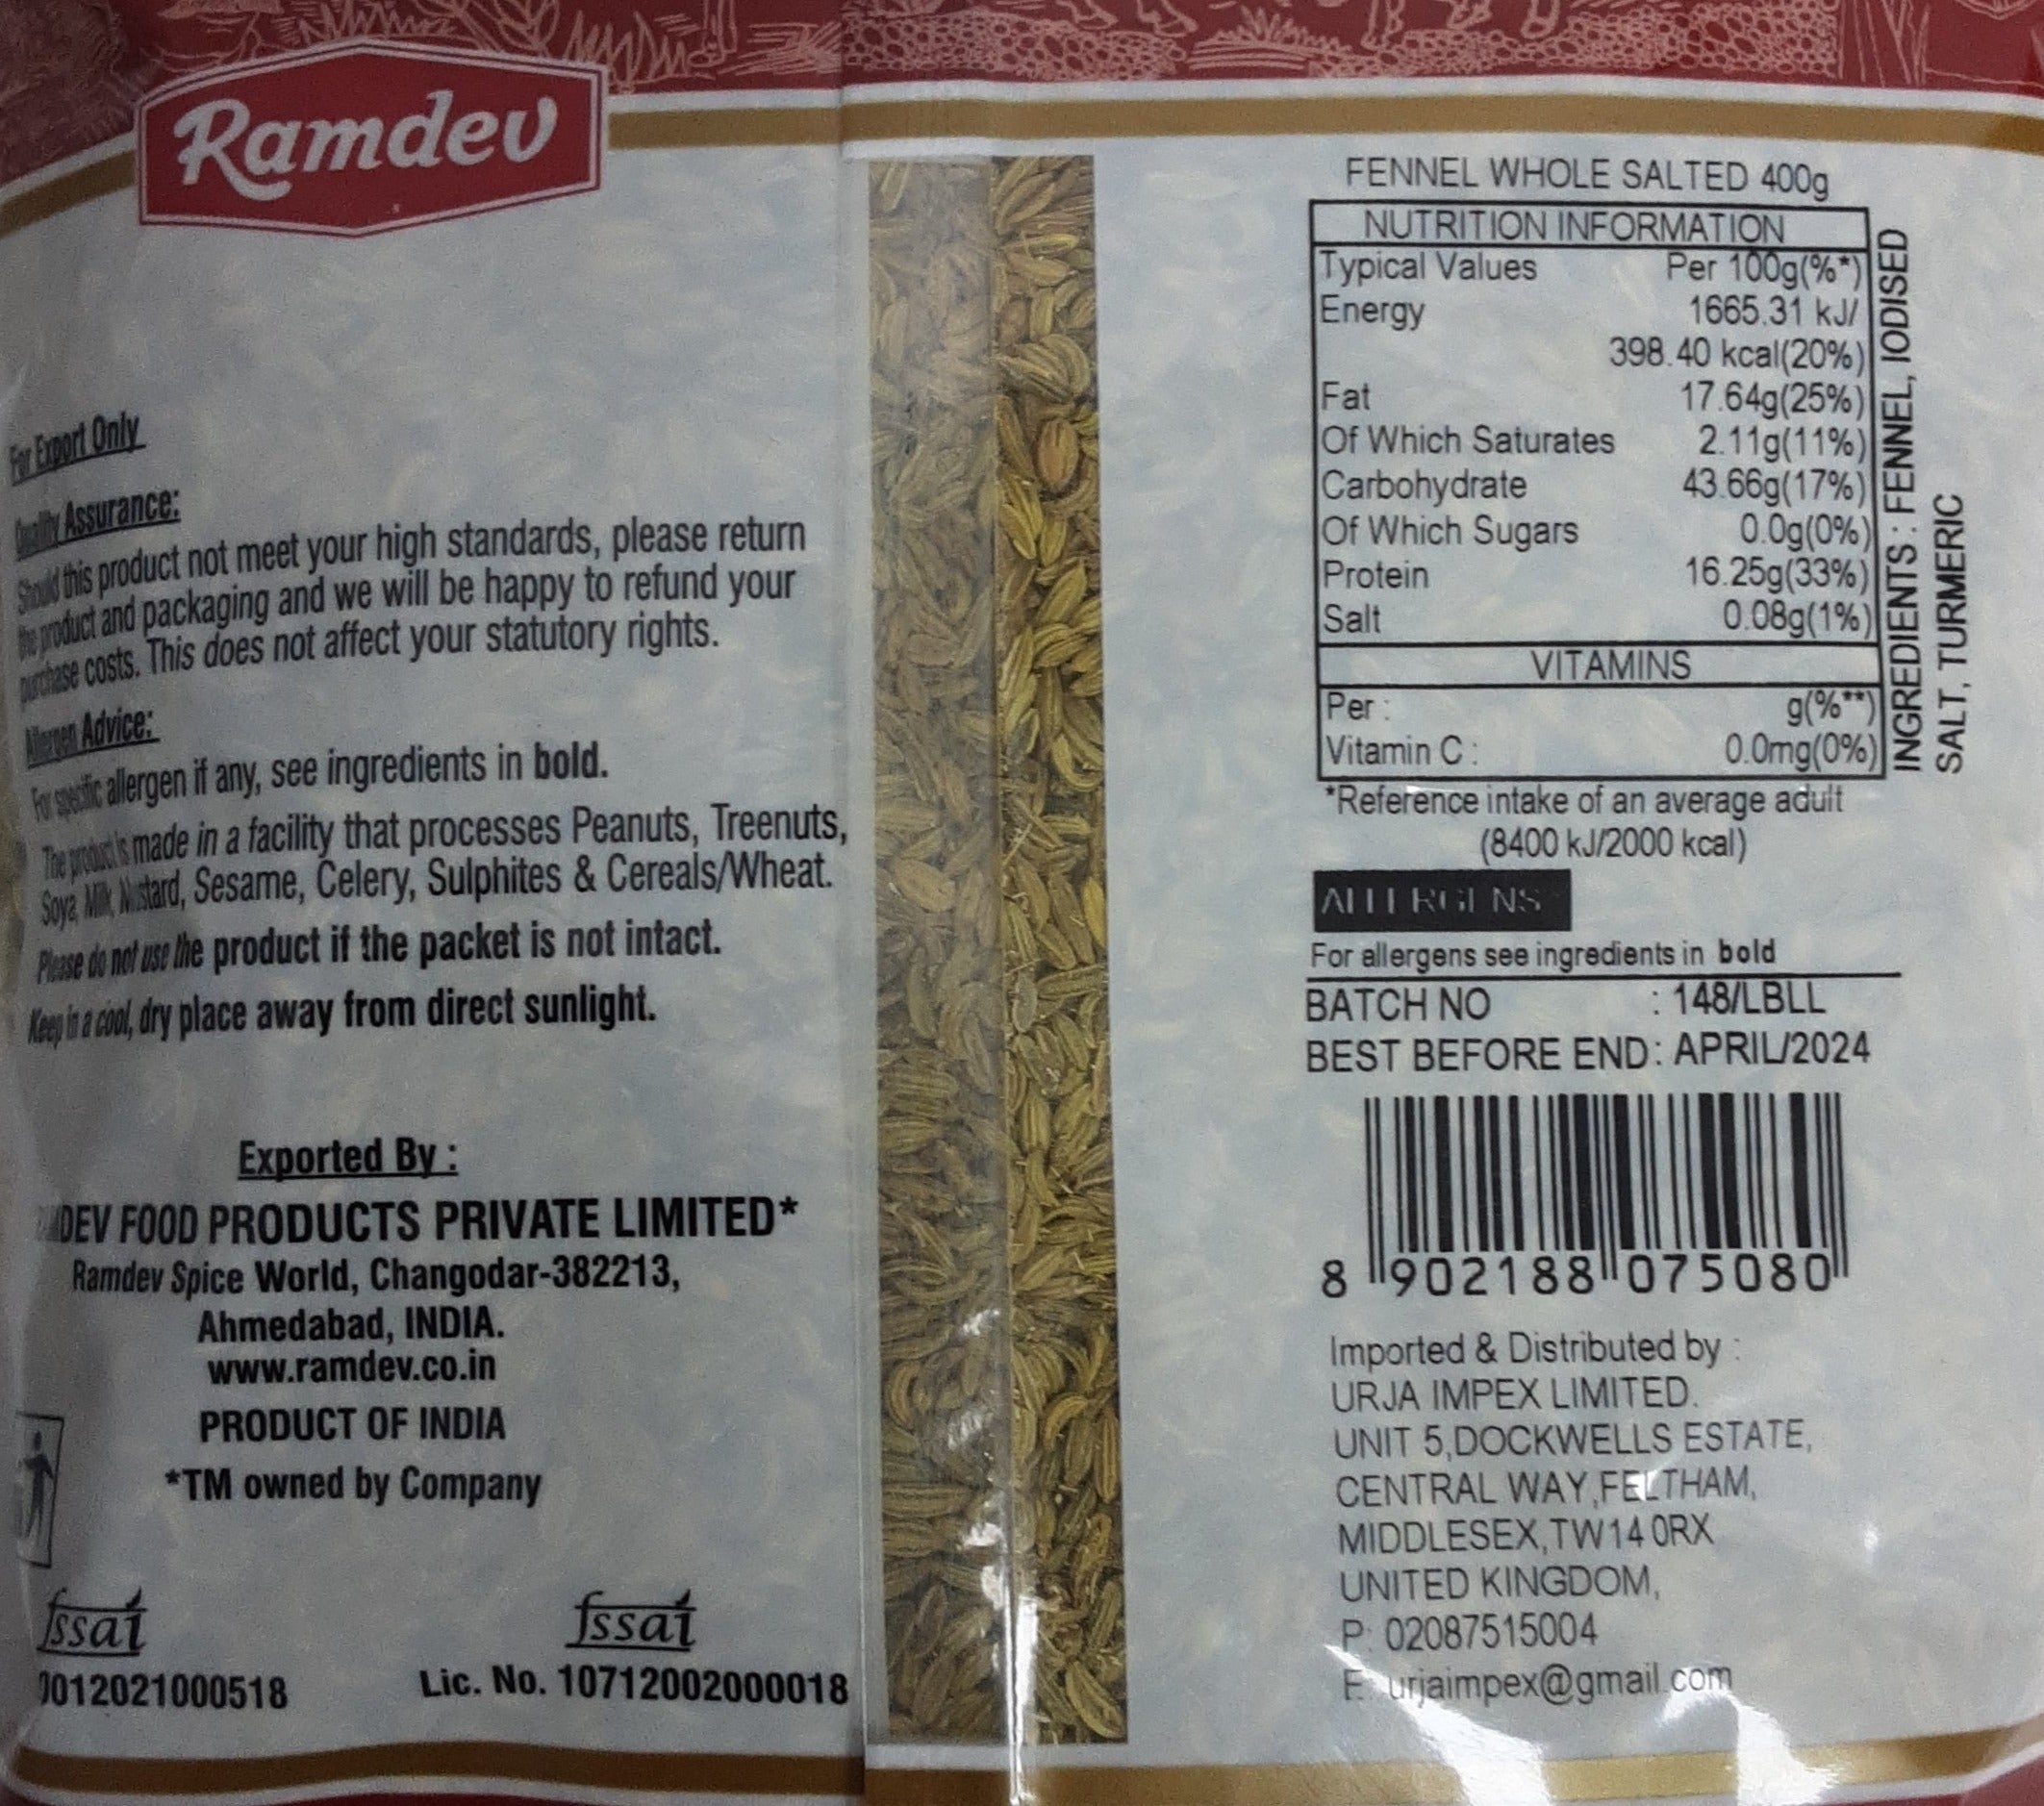 Ramdev
For Export Only
Quality Assurance:
Should this product not meet your high standards, please return
the product and packaging and we will be happy to refund your
purchase costs. This does not affect your statutory rights.
Allergen Advice:
For specific allergen if any, see ingredients in bold.
The product is made in a facility that processes Peanuts, Treenuts,
Soya, Milk, Mustard, Sesame, Celery, Sulphites & Cereals/Wheat.
Please do not use the product if the packet is not intact.
Keep in a cool, dry place away from direct sunlight.
Exported By :
DEV FOOD PRODUCTS PRIVATE LIMITED*
Ramdev Spice World, Changodar-382213,
Ahmedabad, INDIA.
www.ramdev.co.in
PRODUCT OF INDIA
*TM owned by Company
fssai
fssai
0012021000518
Lic. No. 10712002000018
FENNEL WHOLE SALTED 400g
NUTRITION INFORMATION
Typical Values Per 100g(%*)
Energy 1665.31 kJ/
398.40 kcal(20%)
Fat 17.64g(25%)
Of Which Saturates 2.11g(11%)
Carbohydrate 43.66g(17%)
Of Which Sugars 0.0g(0%)
Protein 16.25g(33%)
Salt 0.08g(1%)
VITAMINS
Per : g(%**)
Vitamin C : 0.0mg(0%)
INGREDIENTS : FENNEL, IODISED
SALT, TURMERIC
*Reference intake of an average adult
(8400 kJ/2000 kcal)
ALLERGENS
For allergens see ingredients in bold
BATCH NO : 148/LBLL
BEST BEFORE END: APRIL/2024
8 902188 075080
Imported & Distributed by :
URJA IMPEX LIMITED.
UNIT 5,DOCKWELLS ESTATE,
CENTRAL WAY,FELTHAM,
MIDDLESEX,TW14 0RX
UNITED KINGDOM,
P: 02087515004
E: urjaimpex@gmail.com